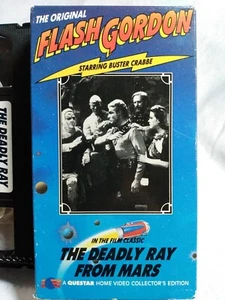 THE ORIGINAL
FLASH GORDON
STARRING BUSTER CRABBE
IN THE FILM CLASSIC
THE DEADLY RAY
FROM MARS
A QUESTAR HOME VIDEO COLLECTOR'S EDITION
THE DEADLY RAY